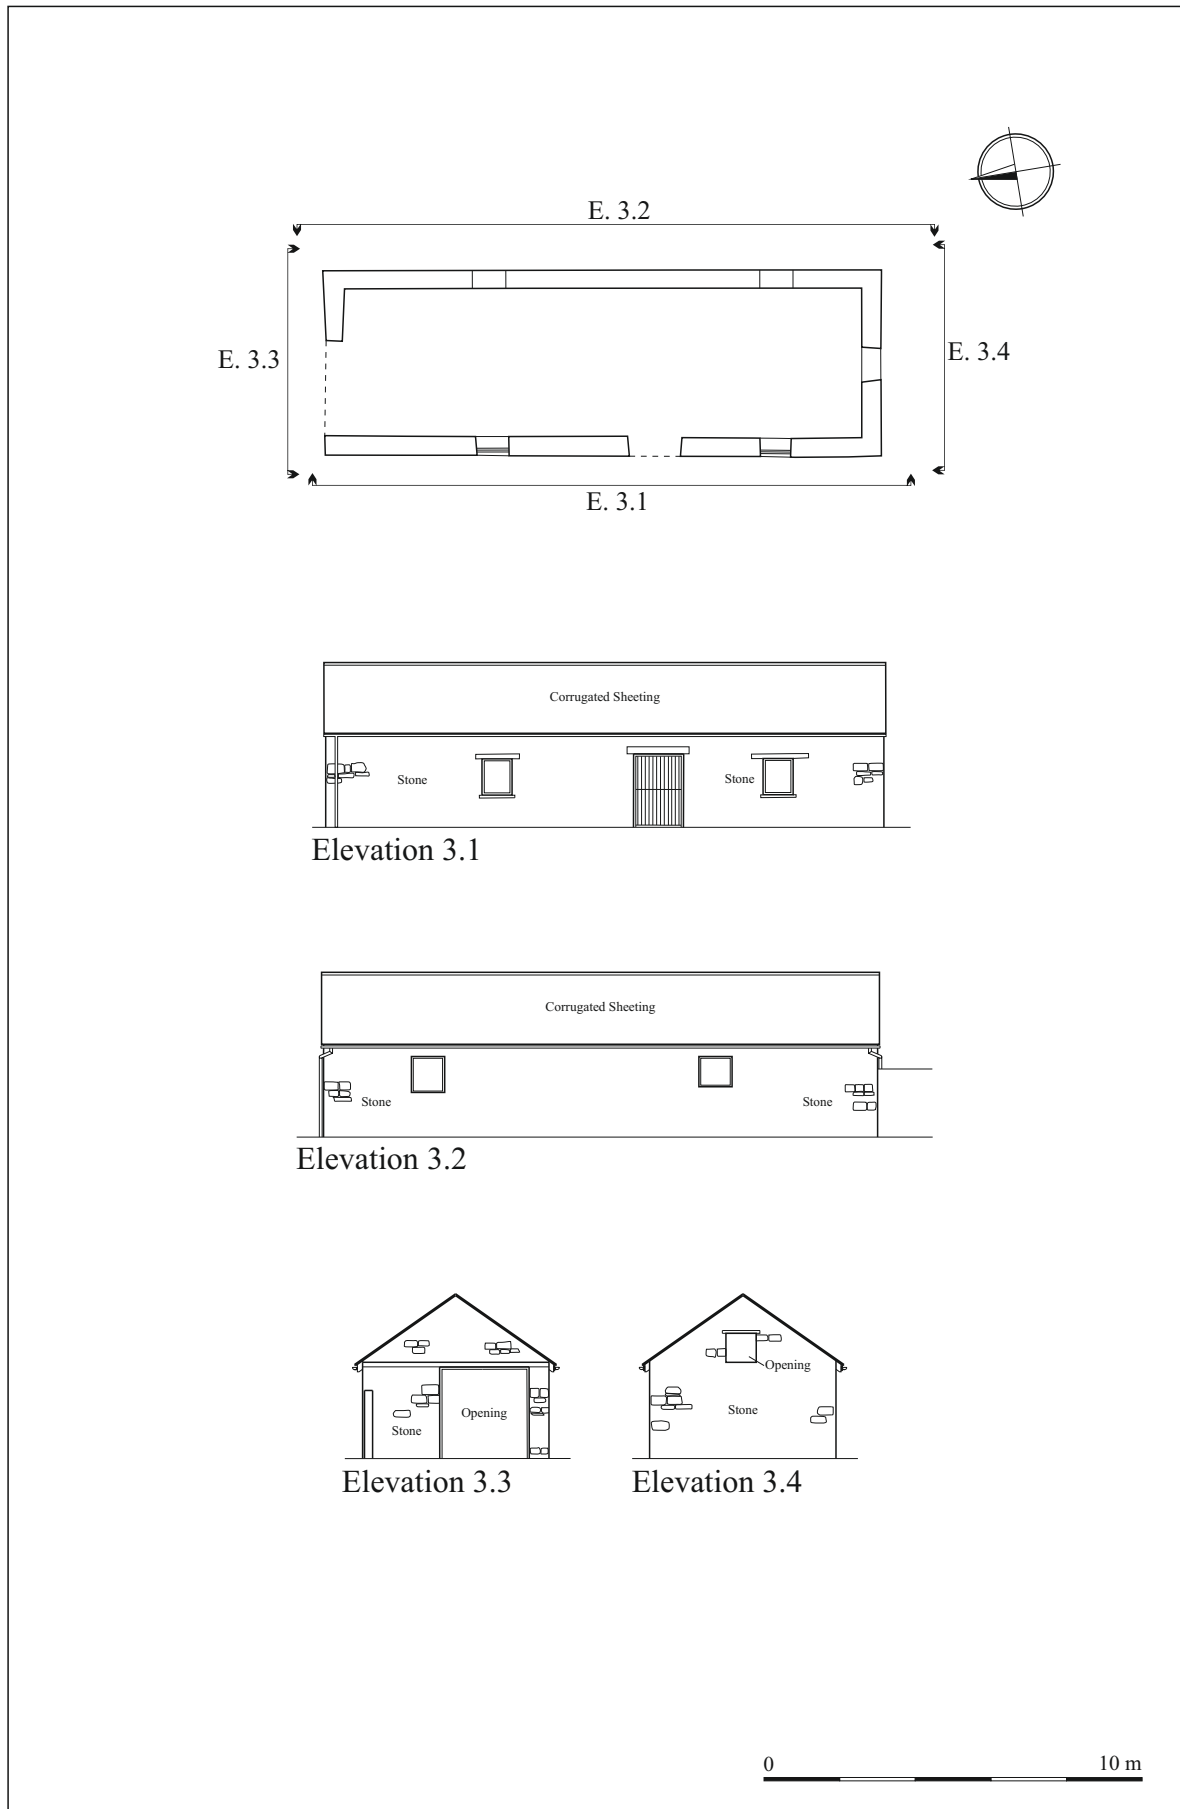 E. 3.2
E. 3.3
E. 3.4
E. 3.1
Corrugated Sheeting
Stone
Stone
Elevation 3.1
Corrugated Sheeting
Stone
Stone
Elevation 3.2
Opening
Stone
Opening
Stone
Elevation 3.3
Elevation 3.4
0
10 m